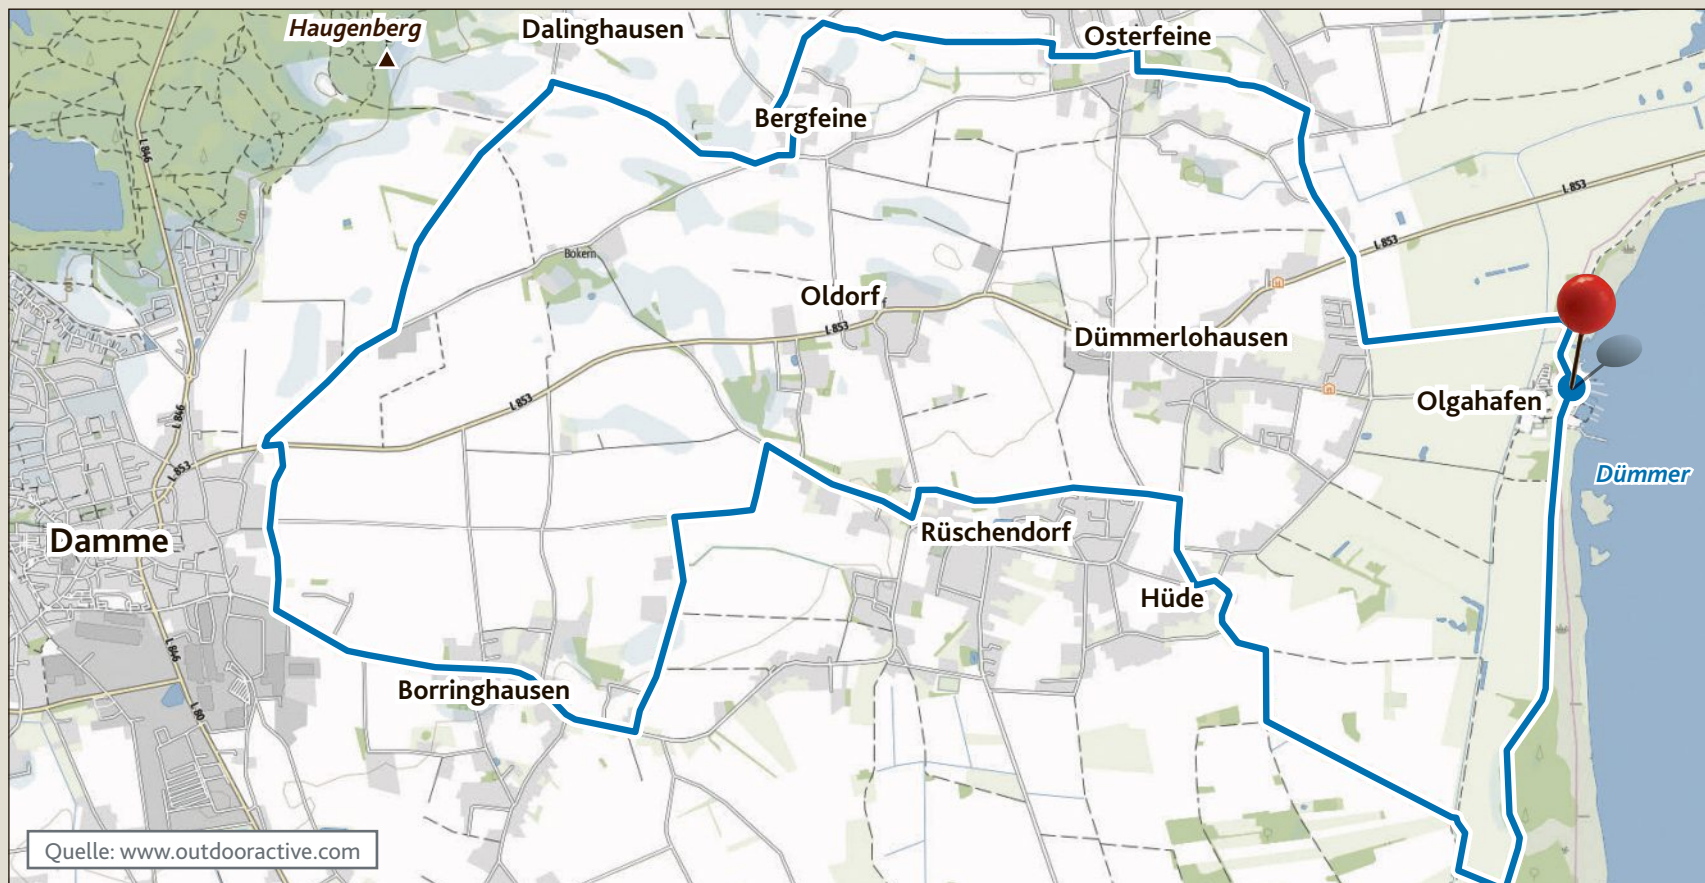 Haugenberg
Dalinghausen
Osterfeine
Bergfeine
L 846
L 853
L 853
Bokern
Oldorf
L 853
Dümmerlohausen
L 853
Olgahafen
L 846
L 853
Dümmer
Damme
Rüschendorf
Hüde
L 846
Borringhausen
L 80
Quelle: www.outdooractive.com